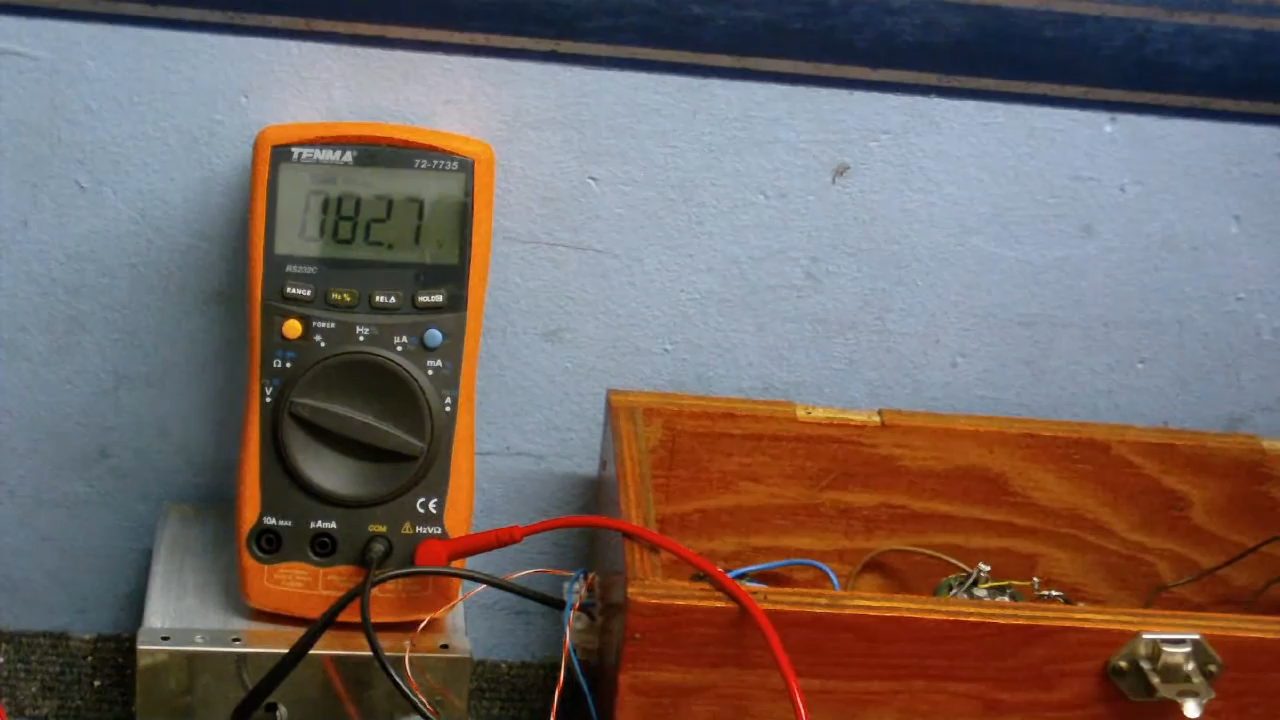 TENMA®
72-7735
082.7
V
RS232C
RANGE
Hz %
REL△
HOLD
POWER
Hz
μA
Ω
mA
V
A
CE
10A MAX
μAmA
COM
⚠ HzVΩ